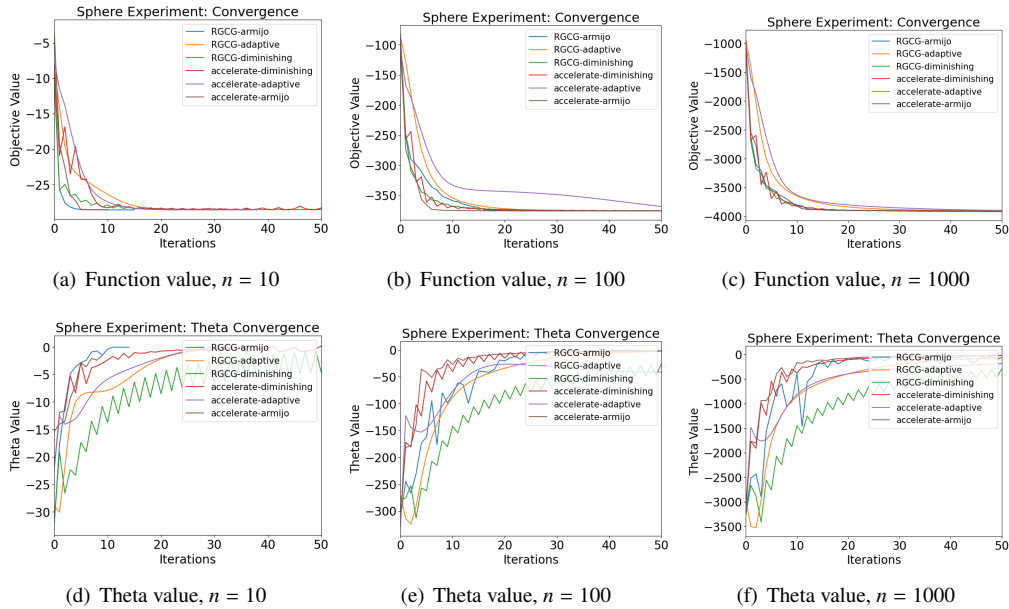 Sphere Experiment: Convergence
Objective Value
−5
−10
−15
−20
−25
RGCG-armijo
RGCG-adaptive
RGCG-diminishing
accelerate-diminishing
accelerate-adaptive
accelerate-armijo
0 10 20 30 40 50
Iterations
(a) Function value, n = 10
Sphere Experiment: Convergence
Objective Value
−100
−150
−200
−250
−300
−350
RGCG-armijo
RGCG-adaptive
RGCG-diminishing
accelerate-diminishing
accelerate-adaptive
accelerate-armijo
0 10 20 30 40 50
Iterations
(b) Function value, n = 100
Sphere Experiment: Convergence
Objective Value
−1000
−1500
−2000
−2500
−3000
−3500
−4000
RGCG-armijo
RGCG-adaptive
RGCG-diminishing
accelerate-diminishing
accelerate-adaptive
accelerate-armijo
0 10 20 30 40 50
Iterations
(c) Function value, n = 1000
Sphere Experiment: Theta Convergence
Theta Value
0
−5
−10
−15
−20
−25
−30
RGCG-armijo
RGCG-adaptive
RGCG-diminishing
accelerate-diminishing
accelerate-adaptive
accelerate-armijo
0 10 20 30 40 50
Iterations
(d) Theta value, n = 10
Sphere Experiment: Theta Convergence
Theta Value
0
−50
−100
−150
−200
−250
−300
RGCG-armijo
RGCG-adaptive
RGCG-diminishing
accelerate-diminishing
accelerate-adaptive
accelerate-armijo
0 10 20 30 40 50
Iterations
(e) Theta value, n = 100
Sphere Experiment: Theta Convergence
Theta Value
0
−500
−1000
−1500
−2000
−2500
−3000
−3500
RGCG-armijo
RGCG-adaptive
RGCG-diminishing
accelerate-diminishing
accelerate-adaptive
accelerate-armijo
0 10 20 30 40 50
Iterations
(f) Theta value, n = 1000